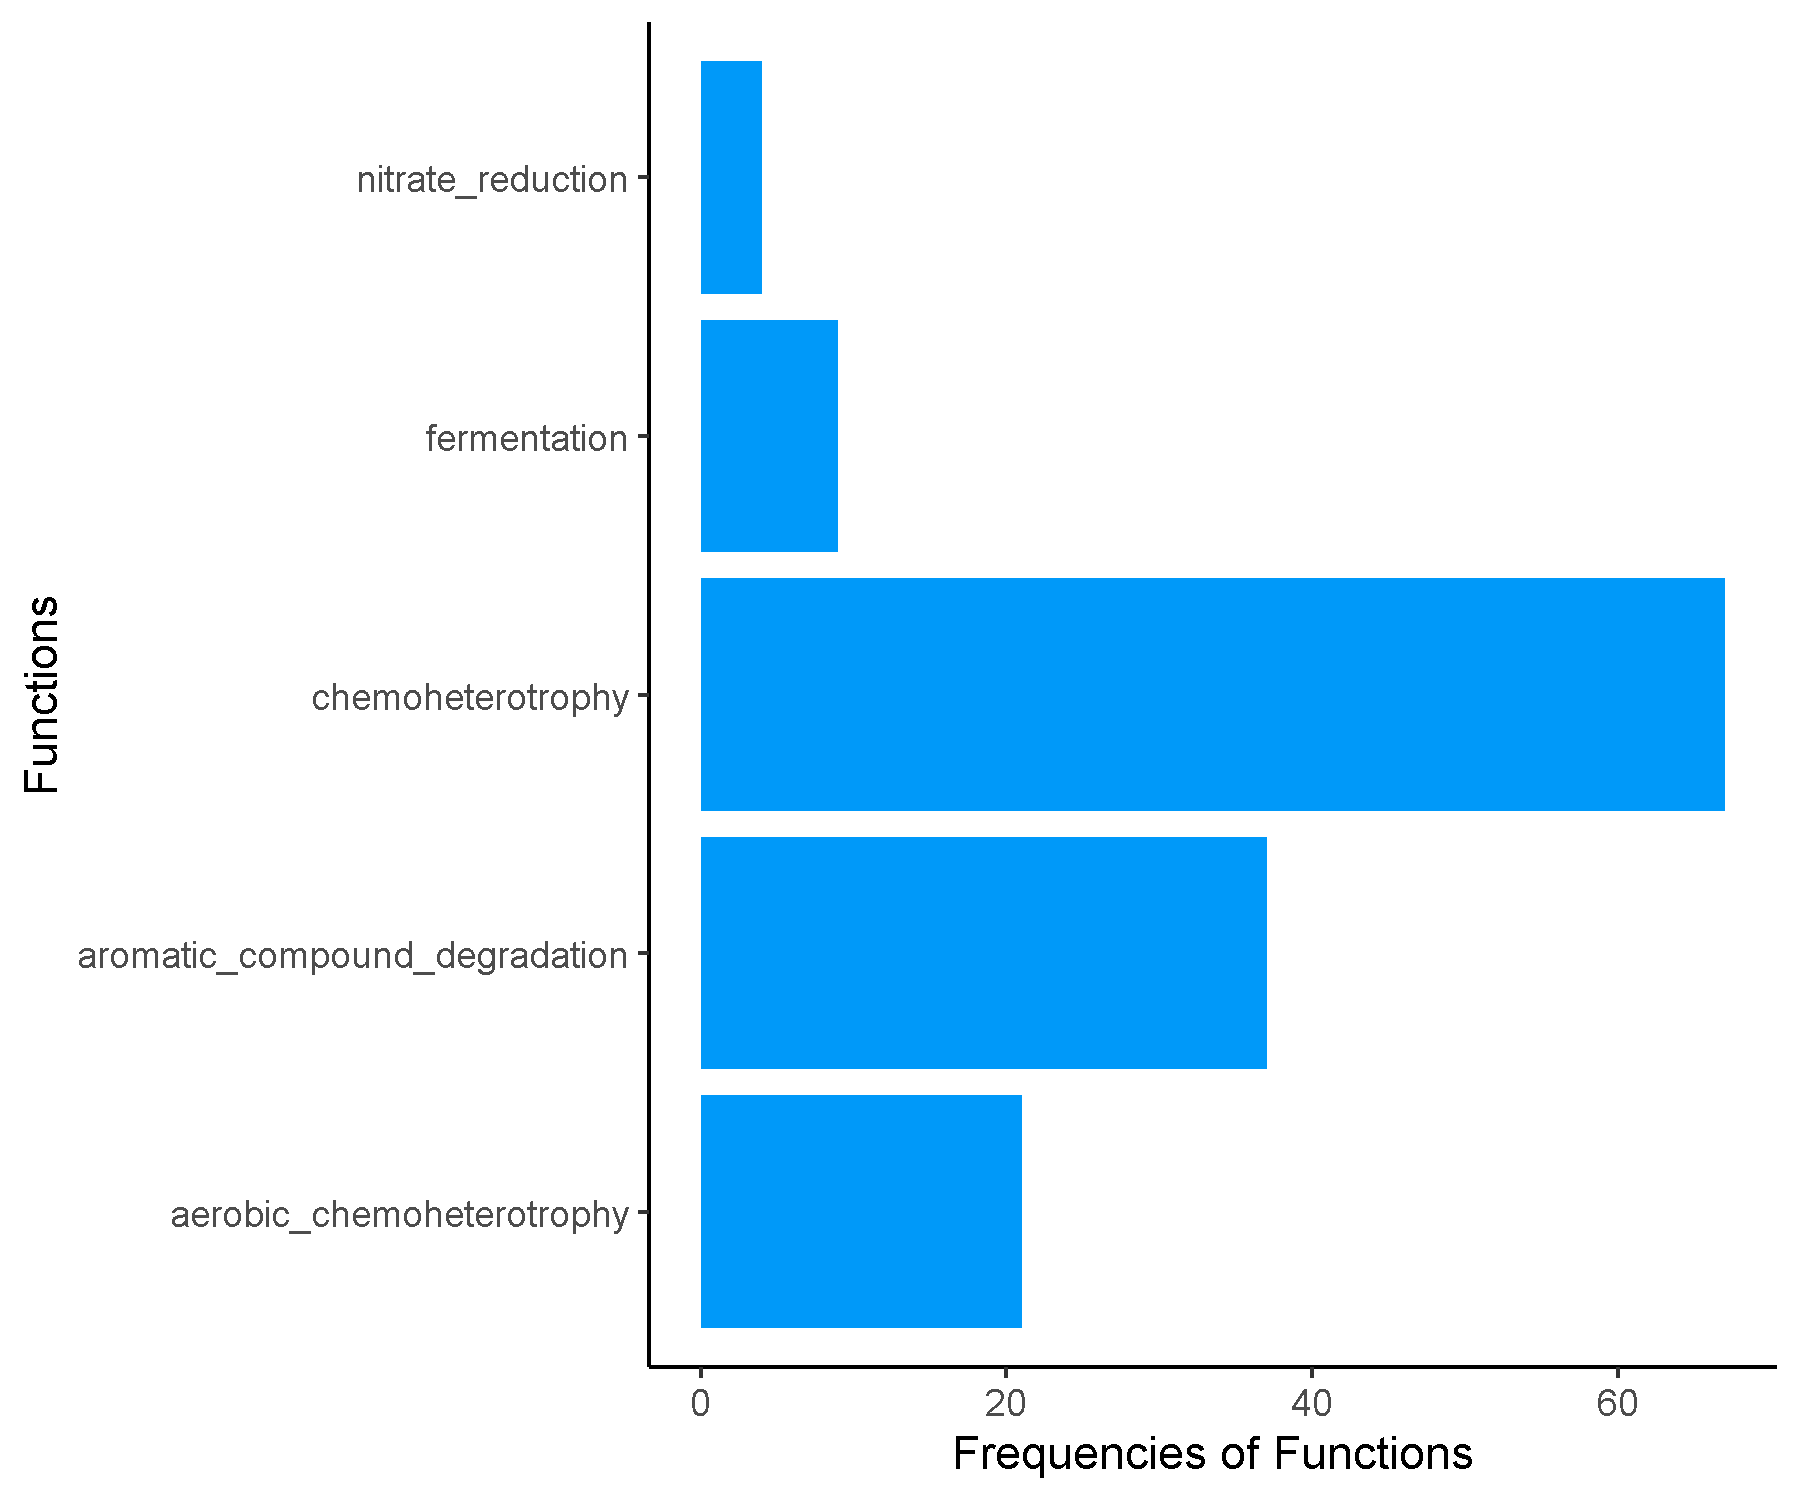 nitrate_reduction
fermentation
chemoheterotrophy
aromatic_compound_degradation
aerobic_chemoheterotrophy
Functions
0 20 40 60
Frequencies of Functions